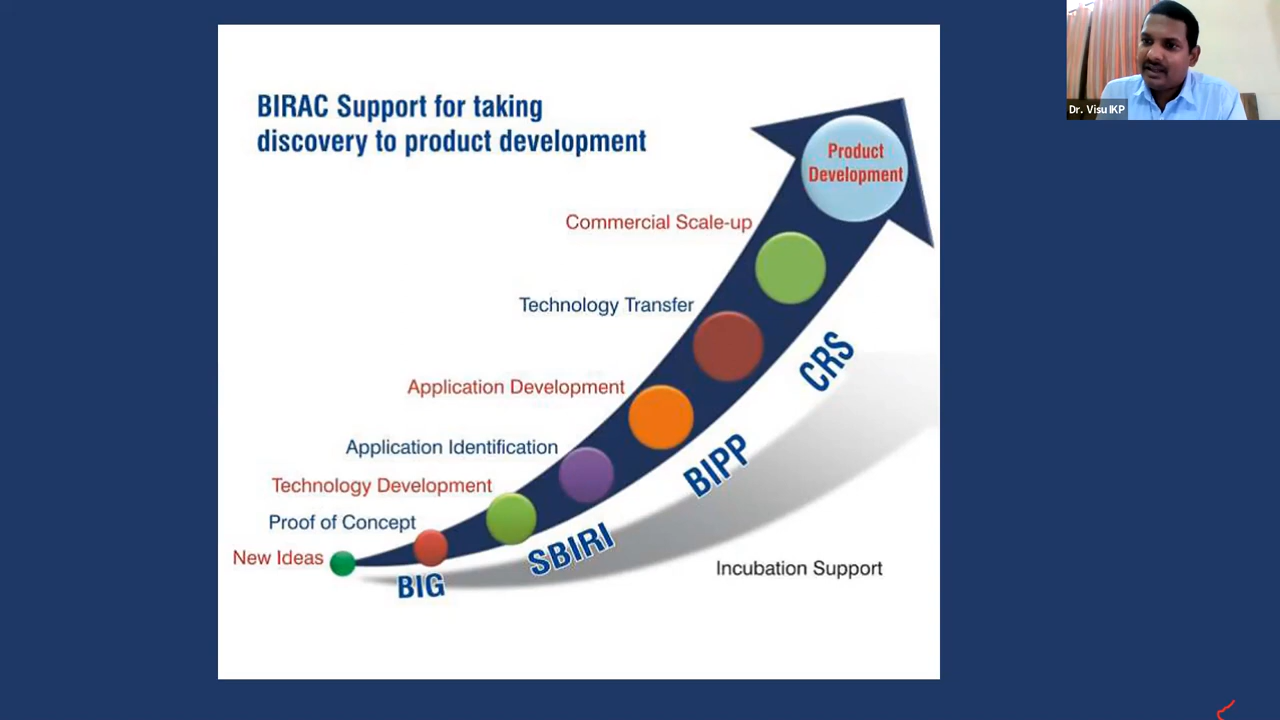 BIRAC Support for taking
discovery to product development
Product
Development
Commercial Scale-up
Technology Transfer
Application Development
Application Identification
Technology Development
Proof of Concept
New Ideas
CRS
BIPP
SBIRI
BIG
Incubation Support
Dr. Visu IKP